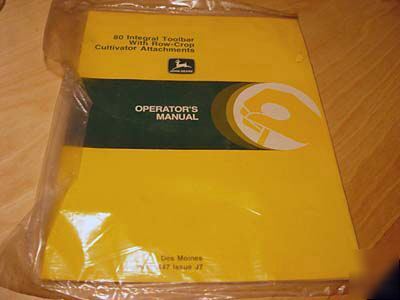 80 Integral Toolbar
With Row-Crop
Cultivator Attachments
JOHN DEERE
OPERATOR'S
MANUAL
Des Moines
Issue J7